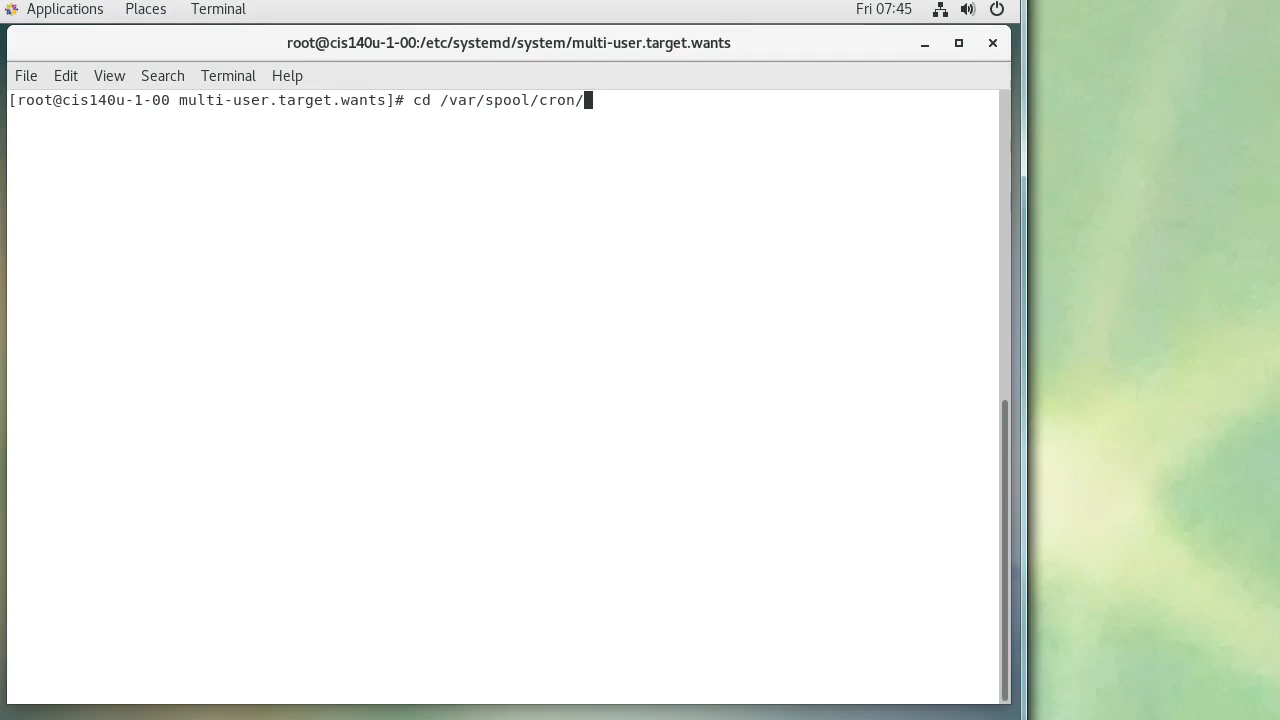 Applications Places Terminal Fri 07:45
root@cis140u-1-00:/etc/systemd/system/multi-user.target.wants
File Edit View Search Terminal Help
[root@cis140u-1-00 multi-user.target.wants]# cd /var/spool/cron/